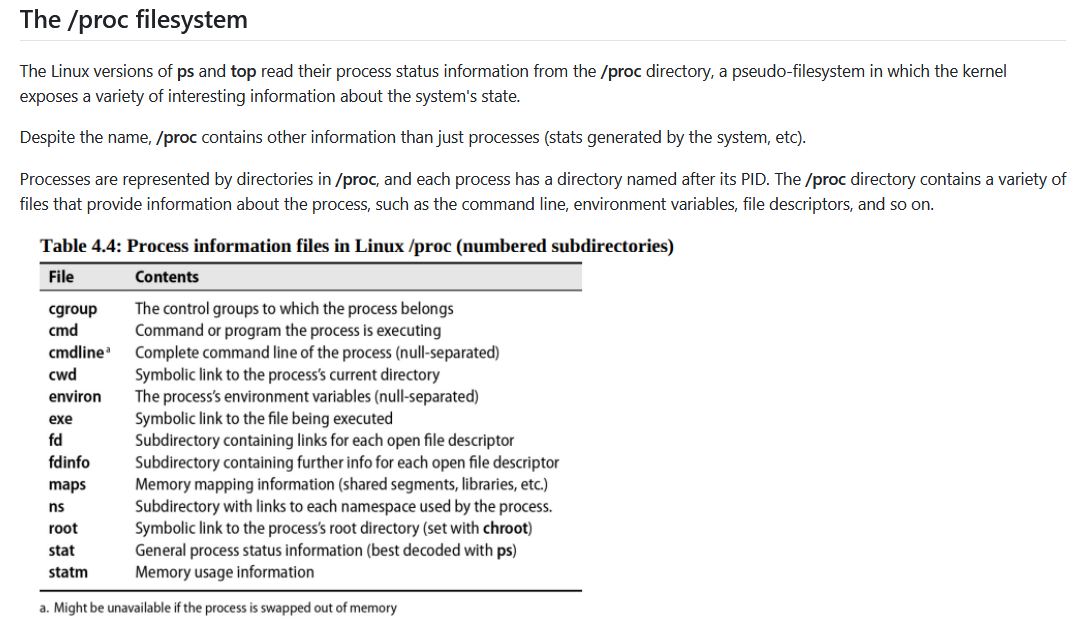 The /proc filesystem
The Linux versions of ps and top read their process status information from the /proc directory, a pseudo-filesystem in which the kernel
exposes a variety of interesting information about the system's state.
Despite the name, /proc contains other information than just processes (stats generated by the system, etc).
Processes are represented by directories in /proc, and each process has a directory named after its PID. The /proc directory contains a variety of
files that provide information about the process, such as the command line, environment variables, file descriptors, and so on.
Table 4.4: Process information files in Linux /proc (numbered subdirectories)
File Contents
cgroup The control groups to which the process belongs
cmd Command or program the process is executing
cmdlineᵃ Complete command line of the process (null-separated)
cwd Symbolic link to the process's current directory
environ The process's environment variables (null-separated)
exe Symbolic link to the file being executed
fd Subdirectory containing links for each open file descriptor
fdinfo Subdirectory containing further info for each open file descriptor
maps Memory mapping information (shared segments, libraries, etc.)
ns Subdirectory with links to each namespace used by the process.
root Symbolic link to the process's root directory (set with chroot)
stat General process status information (best decoded with ps)
statm Memory usage information
a. Might be unavailable if the process is swapped out of memory